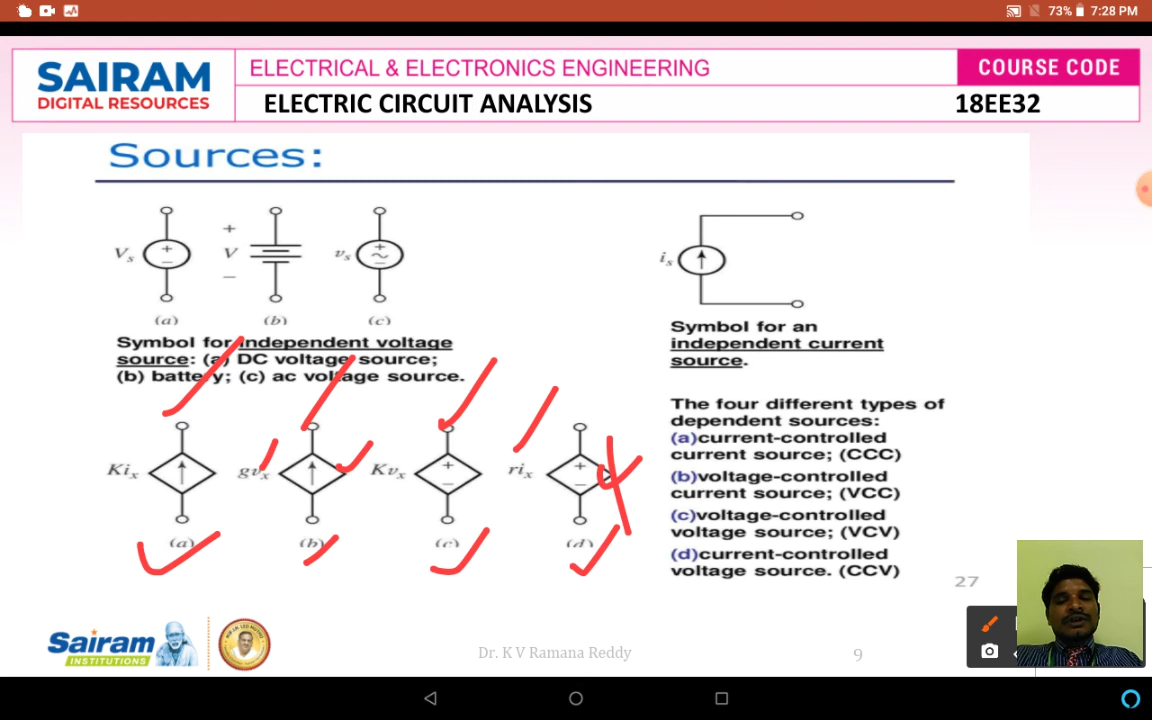 73% 7:28 PM
SAIRAM
DIGITAL RESOURCES
ELECTRICAL & ELECTRONICS ENGINEERING
COURSE CODE
ELECTRIC CIRCUIT ANALYSIS
18EE32
Sources:
Vs
+
V
−
vs
is
+
−
+
∼
−
(a)
(b)
(c)
Symbol for independent voltage
source: (a) DC voltage source;
(b) battery; (c) ac voltage source.
Symbol for an
independent current
source.
Kix
gvx
Kvx
+
−
rix
+
−
(a)
(b)
(c)
(d)
The four different types of
dependent sources:
(a)current-controlled
current source; (CCC)
(b)voltage-controlled
current source; (VCC)
(c)voltage-controlled
voltage source; (VCV)
(d)current-controlled
voltage source. (CCV)
27
Sairam
INSTITUTIONS
Dr. K V Ramana Reddy
9